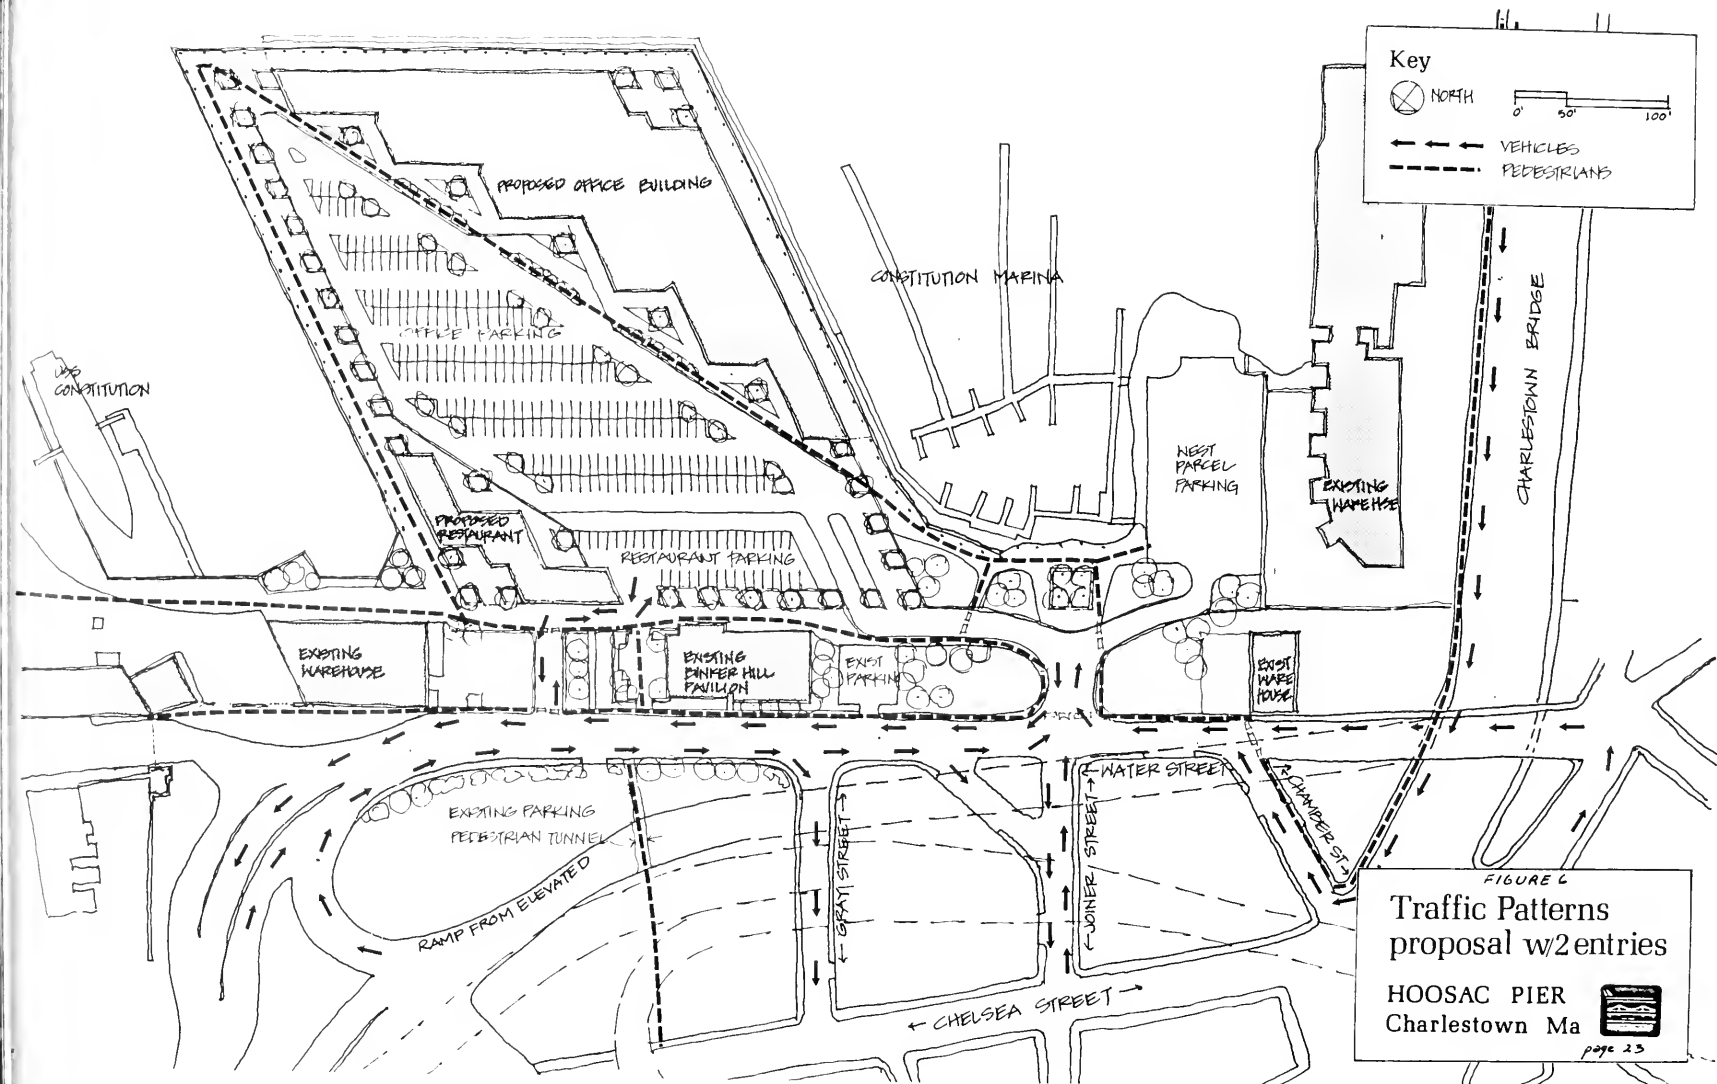 Key
NORTH
0' 50' 100'
VEHICLES
PEDESTRIANS
PROPOSED OFFICE BUILDING
CONSTITUTION MARINA
OFFICE PARKING
USS
CONSTITUTION
CHARLESTOWN BRIDGE
WEST
PARCEL
PARKING
EXISTING
WAREHSE
PROPOSED
RESTAURANT
RESTAURANT PARKING
EXISTING
WAREHOUSE
EXISTING
BUNKER HILL
PAVILION
EXIST
PARKING
EXIST
WARE
HOUSE
WATER STREET
CHAMBER ST
EXISTING PARKING
PEDESTRIAN TUNNEL
RAMP FROM ELEVATED
GRAY STREET
JOINER STREET
CHELSEA STREET
FIGURE 6
Traffic Patterns
proposal w/2 entries
HOOSAC PIER
Charlestown Ma
page 23